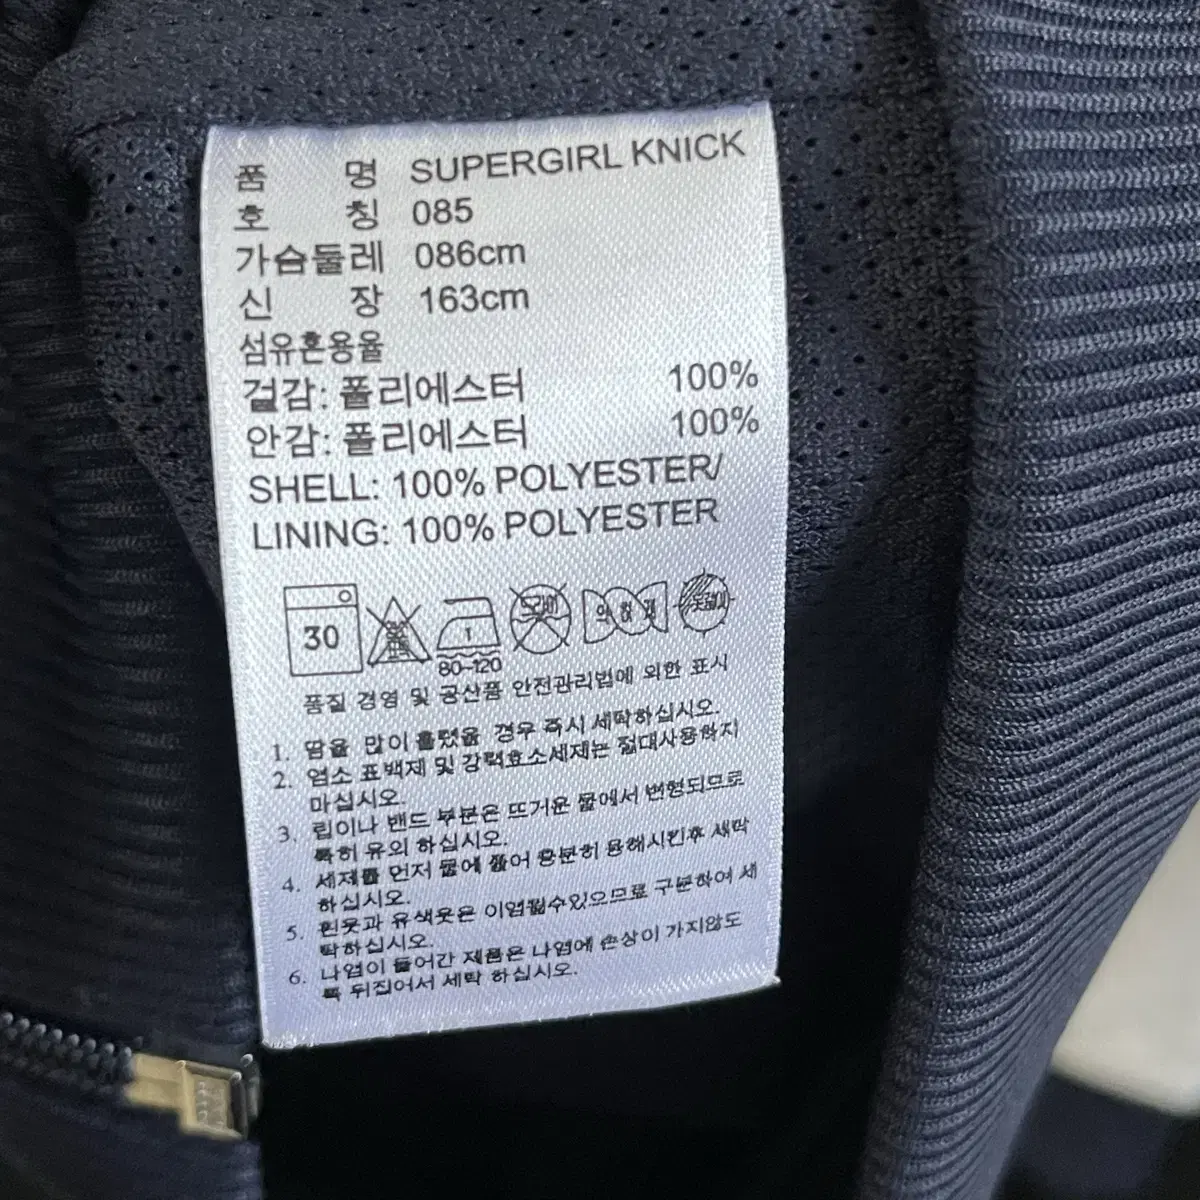 품 명 SUPERGIRL KNICK
호 칭 085
가슴둘레 086cm
신 장 163cm
섬유혼용율
겉감: 폴리에스터 100%
안감: 폴리에스터 100%
SHELL: 100% POLYESTER/
LINING: 100% POLYESTER
30
1
80~120
드라이
품질 경영 및 공산품 안전관리법에 의한 표시
1. 땀을 많이 흘렸을 경우 즉시 세탁하십시오.
2. 염소 표백제 및 강력효소세제는 절대사용하지
마십시오.
3. 립이나 밴드 부분은 뜨거운 물에서 변형되므로
특히 유의 하십시오.
4. 세제를 먼저 물에 풀어 충분히 용해시킨후 세탁
하십시오.
5. 흰옷과 유색옷은 이염될수있으므로 구분하여 세
탁하십시오.
6. 나염이 들어간 제품은 나염에 손상이 가지않도
록 뒤집어서 세탁 하십시오.